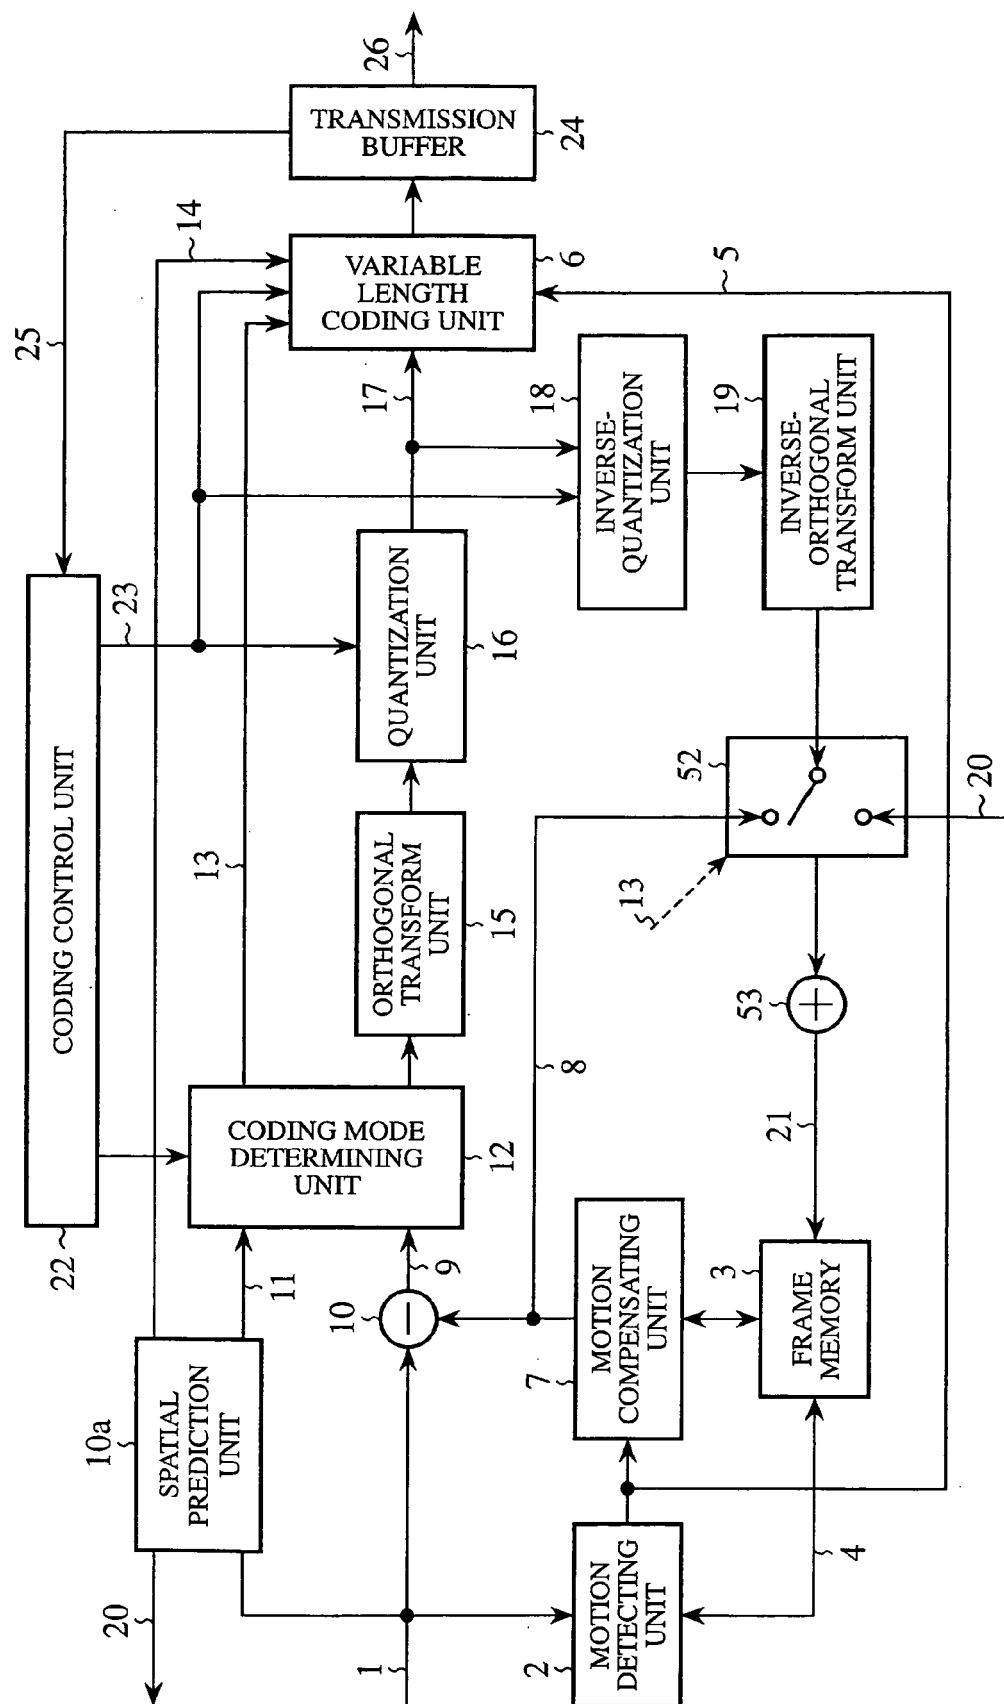 26
TRANSMISSION
BUFFER
24
14
VARIABLE
LENGTH
CODING UNIT
6
5
25
17
18
INVERSE-
QUANTIZATION
UNIT
19
INVERSE-
ORTHOGONAL
TRANSFORM UNIT
23
QUANTIZATION
UNIT
16
CODING CONTROL UNIT
22
13
ORTHOGONAL
TRANSFORM
UNIT
15
52
20
13
53
8
21
CODING MODE
DETERMINING
UNIT
12
11
9
10
MOTION
COMPENSATING
UNIT
7
3
FRAME
MEMORY
10a
SPATIAL
PREDICTION
UNIT
20
1
MOTION
DETECTING
UNIT
2
4